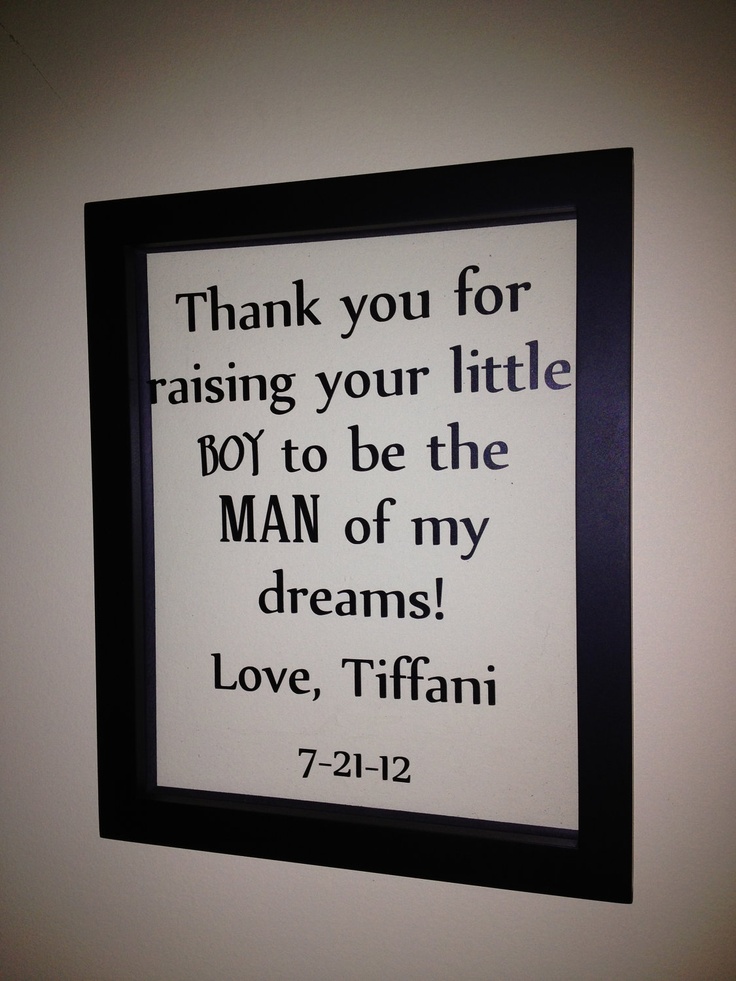 Thank you for
raising your little
BOY to be the
MAN of my
dreams!
Love, Tiffani
7-21-12